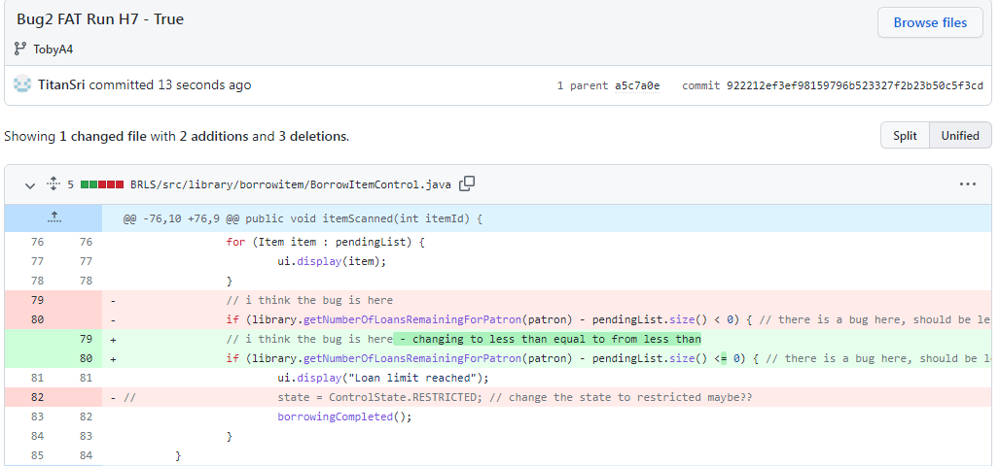 Bug2 FAT Run H7 - True
Browse files
TobyA4
TitanSri committed 13 seconds ago
1 parent a5c7a0e commit 922212ef3ef98159796b523327f2b23b50c5f3cd
Showing 1 changed file with 2 additions and 3 deletions.
Split Unified
5 BRLS/src/library/borrowitem/BorrowItemControl.java
@@ -76,10 +76,9 @@ public void itemScanned(int itemId) {
76 76 for (Item item : pendingList) {
77 77 ui.display(item);
78 78 }
79 - // i think the bug is here
80 - if (library.getNumberOfLoansRemainingForPatron(patron) - pendingList.size() < 0) { // there is a bug here, should be le
79 + // i think the bug is here - changing to less than equal to from less than
80 + if (library.getNumberOfLoansRemainingForPatron(patron) - pendingList.size() <= 0) { // there is a bug here, should be l
81 81 ui.display("Loan limit reached");
82 - // state = ControlState.RESTRICTED; // change the state to restricted maybe??
83 82 borrowingCompleted();
84 83 }
85 84 }